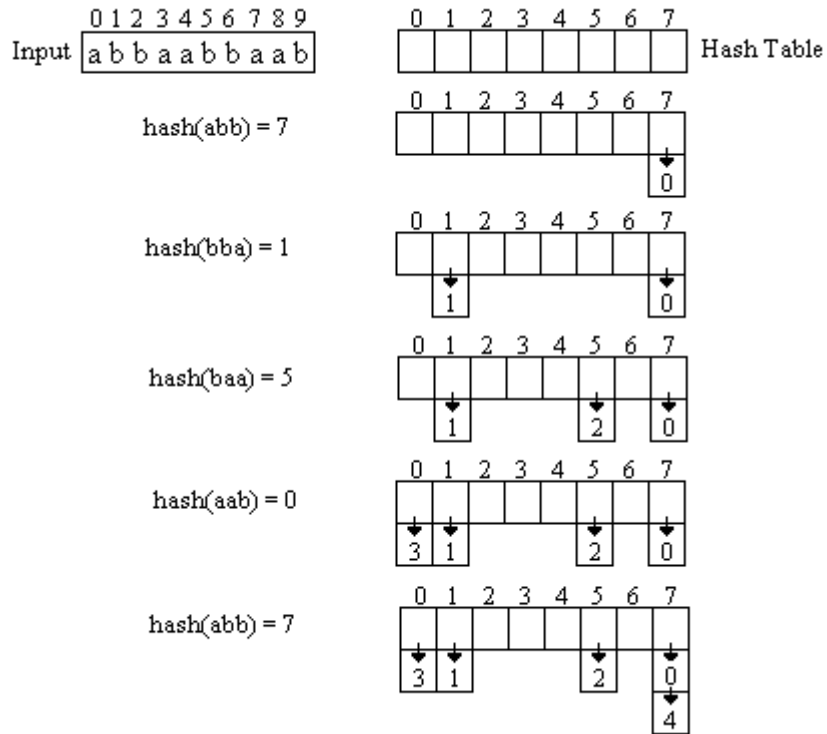 0 1 2 3 4 5 6 7 8 9
Input a b b a a b b a a b
0 1 2 3 4 5 6 7
Hash Table
hash(abb) = 7
0 1 2 3 4 5 6 7
0
hash(bba) = 1
0 1 2 3 4 5 6 7
1 0
hash(baa) = 5
0 1 2 3 4 5 6 7
1 2 0
hash(aab) = 0
0 1 2 3 4 5 6 7
3 1 2 0
hash(abb) = 7
0 1 2 3 4 5 6 7
3 1 2 0
4